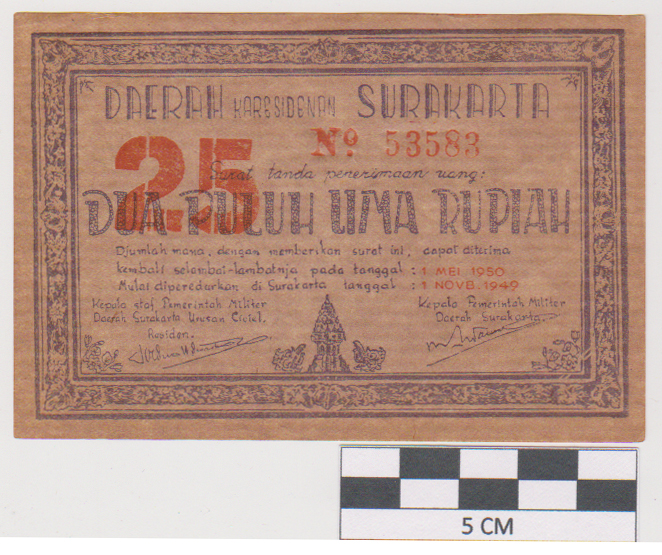 DAERAH KARESIDENAN SURAKARTA
25
No. 53583
Surat tanda penerimaan uang:
DUA PULUH LIMA RUPIAH
Djumlah mana, dengan memberikan surat ini, dapat diterima
kembali selambat-lambatnja pada tanggal : 1 MEI 1950
Mulai diperedarkan di Surakarta tanggal : 1 NOVB. 1949
Kepala staf Pemerintah Militer
Daerah Surakarta Urusan Civiel.
Residen.
Kepala Pemerintah Militer
Daerah Surakarta.
5 CM